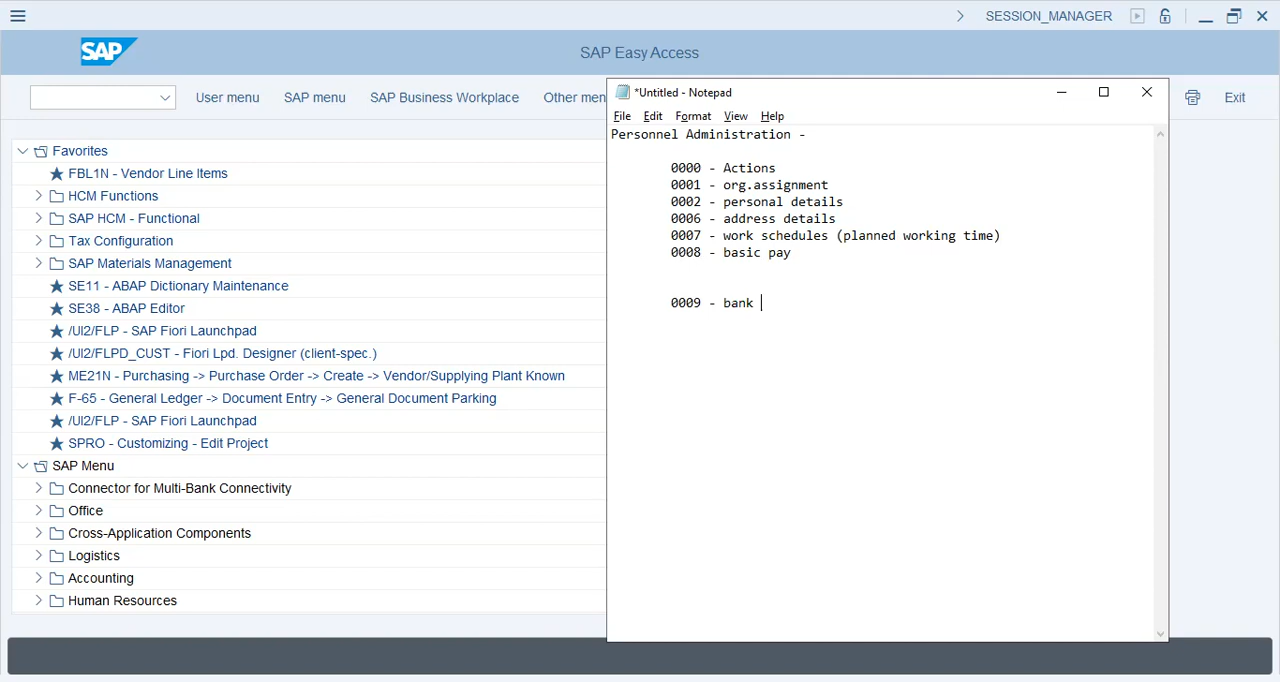 SESSION_MANAGER
SAP
SAP Easy Access
User menu
SAP menu
SAP Business Workplace
Other men
Exit
*Untitled - Notepad
File Edit Format View Help
Personnel Administration -
0000 - Actions
0001 - org.assignment
0002 - personal details
0006 - address details
0007 - work schedules (planned working time)
0008 - basic pay
0009 - bank
Favorites
FBL1N - Vendor Line Items
HCM Functions
SAP HCM - Functional
Tax Configuration
SAP Materials Management
SE11 - ABAP Dictionary Maintenance
SE38 - ABAP Editor
/UI2/FLP - SAP Fiori Launchpad
/UI2/FLPD_CUST - Fiori Lpd. Designer (client-spec.)
ME21N - Purchasing -> Purchase Order -> Create -> Vendor/Supplying Plant Known
F-65 - General Ledger -> Document Entry -> General Document Parking
/UI2/FLP - SAP Fiori Launchpad
SPRO - Customizing - Edit Project
SAP Menu
Connector for Multi-Bank Connectivity
Office
Cross-Application Components
Logistics
Accounting
Human Resources